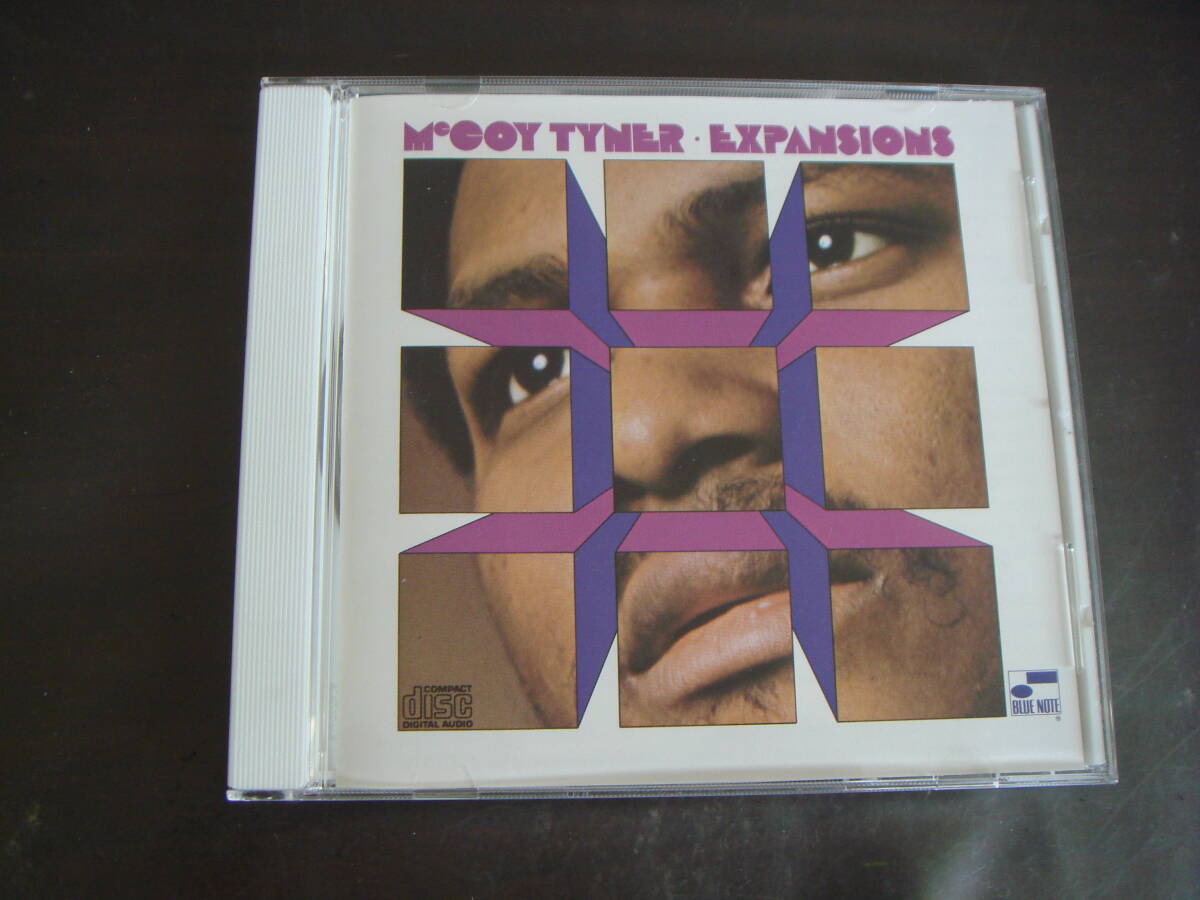 McCOY TYNER · EXPANSIONS
COMPACT
disc
DIGITAL AUDIO
BLUE NOTE
®